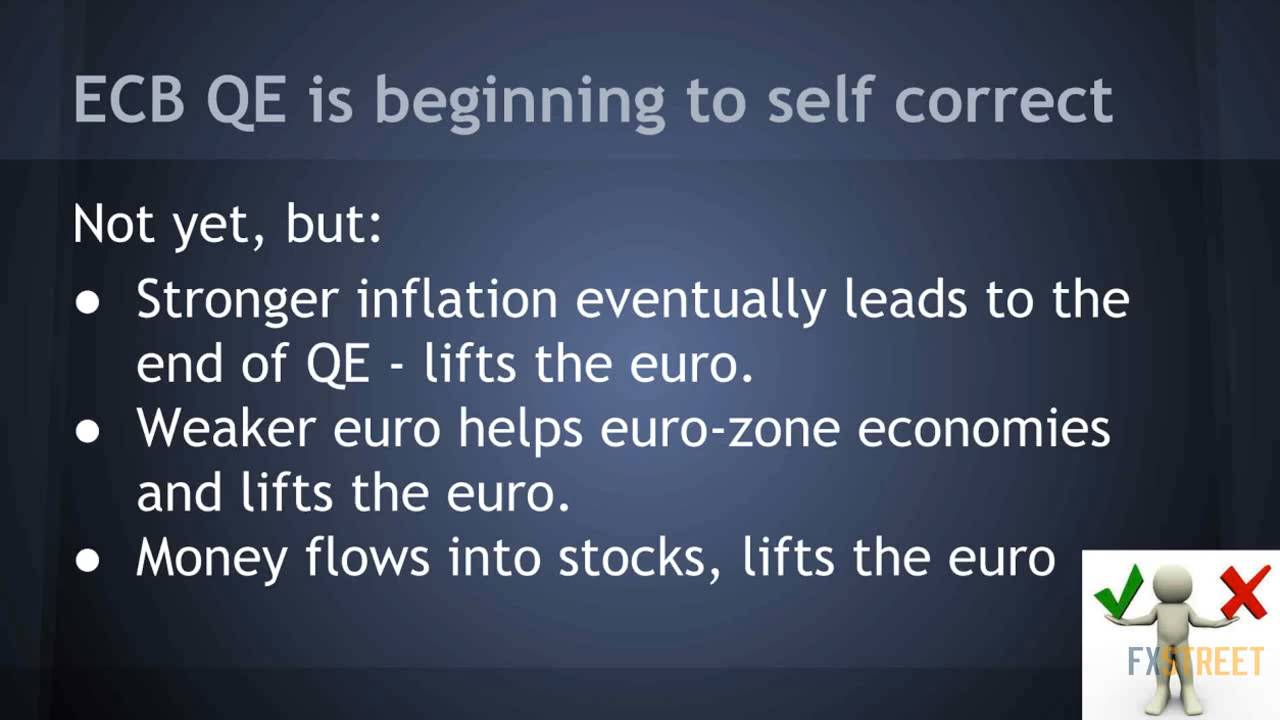 ECB QE is beginning to self correct
Not yet, but:
● Stronger inflation eventually leads to the
end of QE - lifts the euro.
● Weaker euro helps euro-zone economies
and lifts the euro.
● Money flows into stocks, lifts the euro
FXSTREET